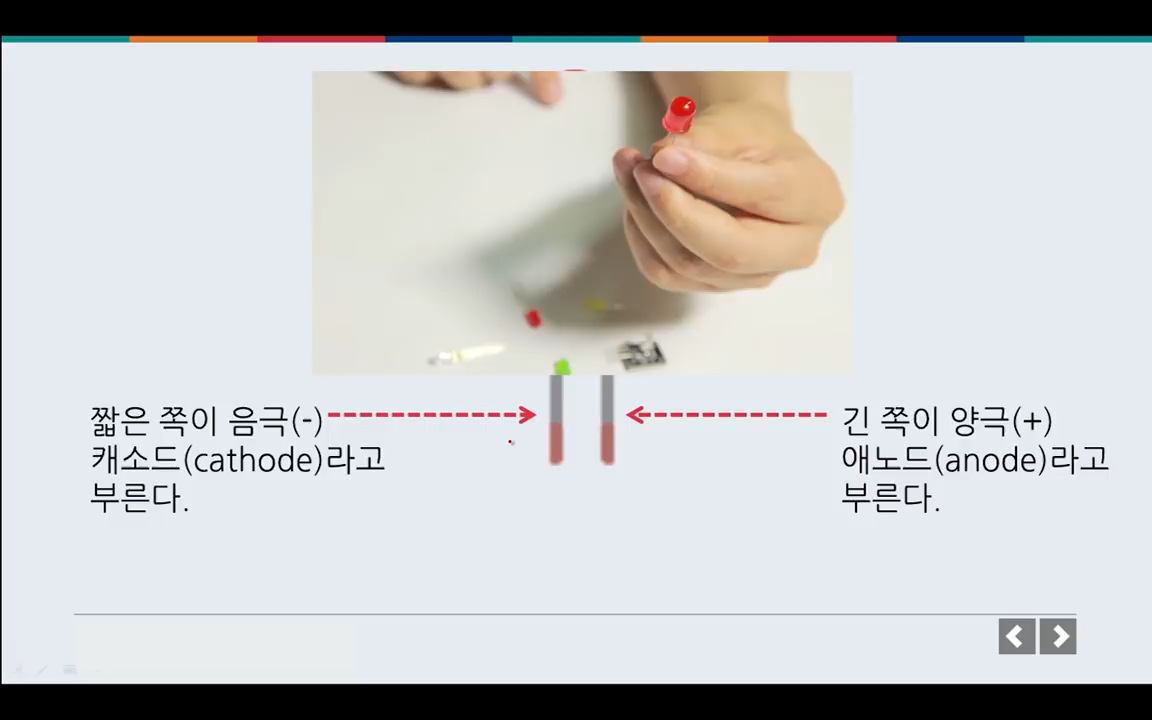 짧은 쪽이 음극(-)
캐소드(cathode)라고
부른다.
긴 쪽이 양극(+)
애노드(anode)라고
부른다.